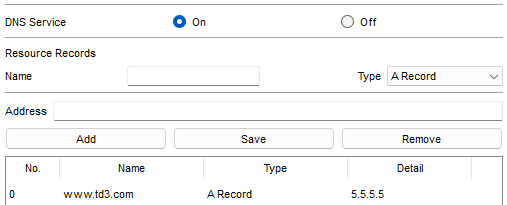 DNS Service On Off
Resource Records
Name Type A Record
Address
Add Save Remove
No. Name Type Detail
0 www.td3.com A Record 5.5.5.5